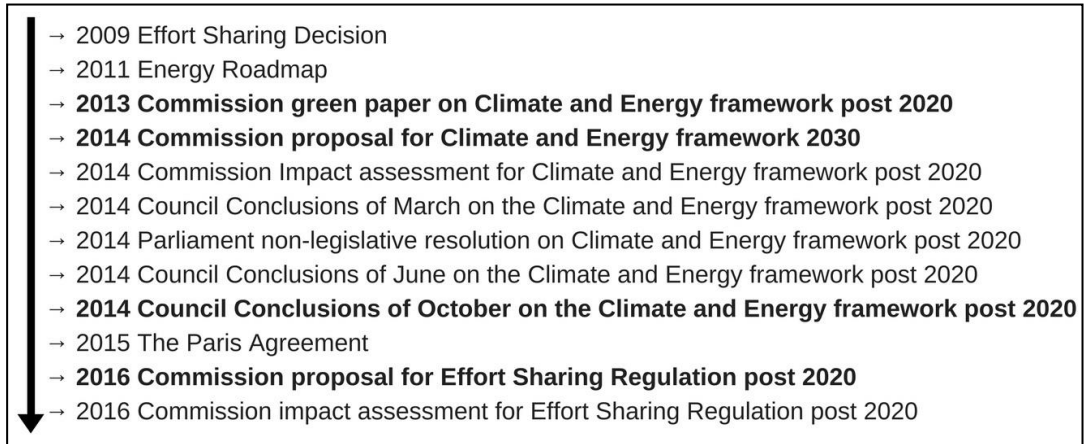 → 2009 Effort Sharing Decision
→ 2011 Energy Roadmap
→ 2013 Commission green paper on Climate and Energy framework post 2020
→ 2014 Commission proposal for Climate and Energy framework 2030
→ 2014 Commission Impact assessment for Climate and Energy framework post 2020
→ 2014 Council Conclusions of March on the Climate and Energy framework post 2020
→ 2014 Parliament non-legislative resolution on Climate and Energy framework post 2020
→ 2014 Council Conclusions of June on the Climate and Energy framework post 2020
→ 2014 Council Conclusions of October on the Climate and Energy framework post 2020
→ 2015 The Paris Agreement
→ 2016 Commission proposal for Effort Sharing Regulation post 2020
→ 2016 Commission impact assessment for Effort Sharing Regulation post 2020